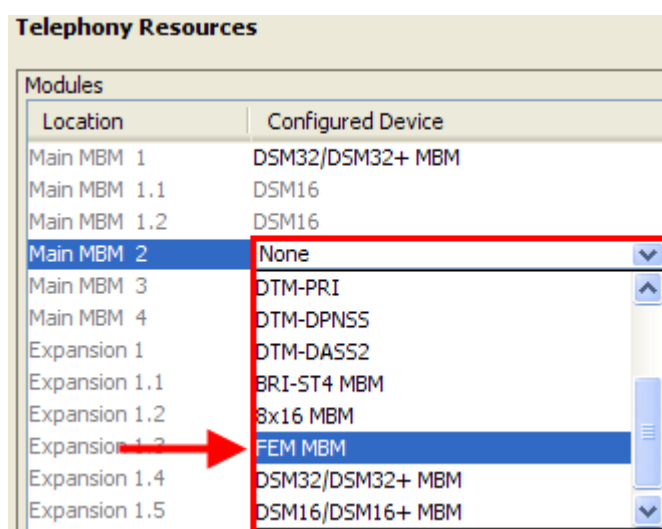 Telephony Resources
Modules
Location Configured Device
Main MBM 1 DSM32/DSM32+ MBM
Main MBM 1.1 DSM16
Main MBM 1.2 DSM16
Main MBM 2 None
Main MBM 3 DTM-PRI
Main MBM 4 DTM-DPNSS
Expansion 1 DTM-DASS2
Expansion 1.1 BRI-ST4 MBM
Expansion 1.2 8x16 MBM
Expansion 1.3 FEM MBM
Expansion 1.4 DSM32/DSM32+ MBM
Expansion 1.5 DSM16/DSM16+ MBM